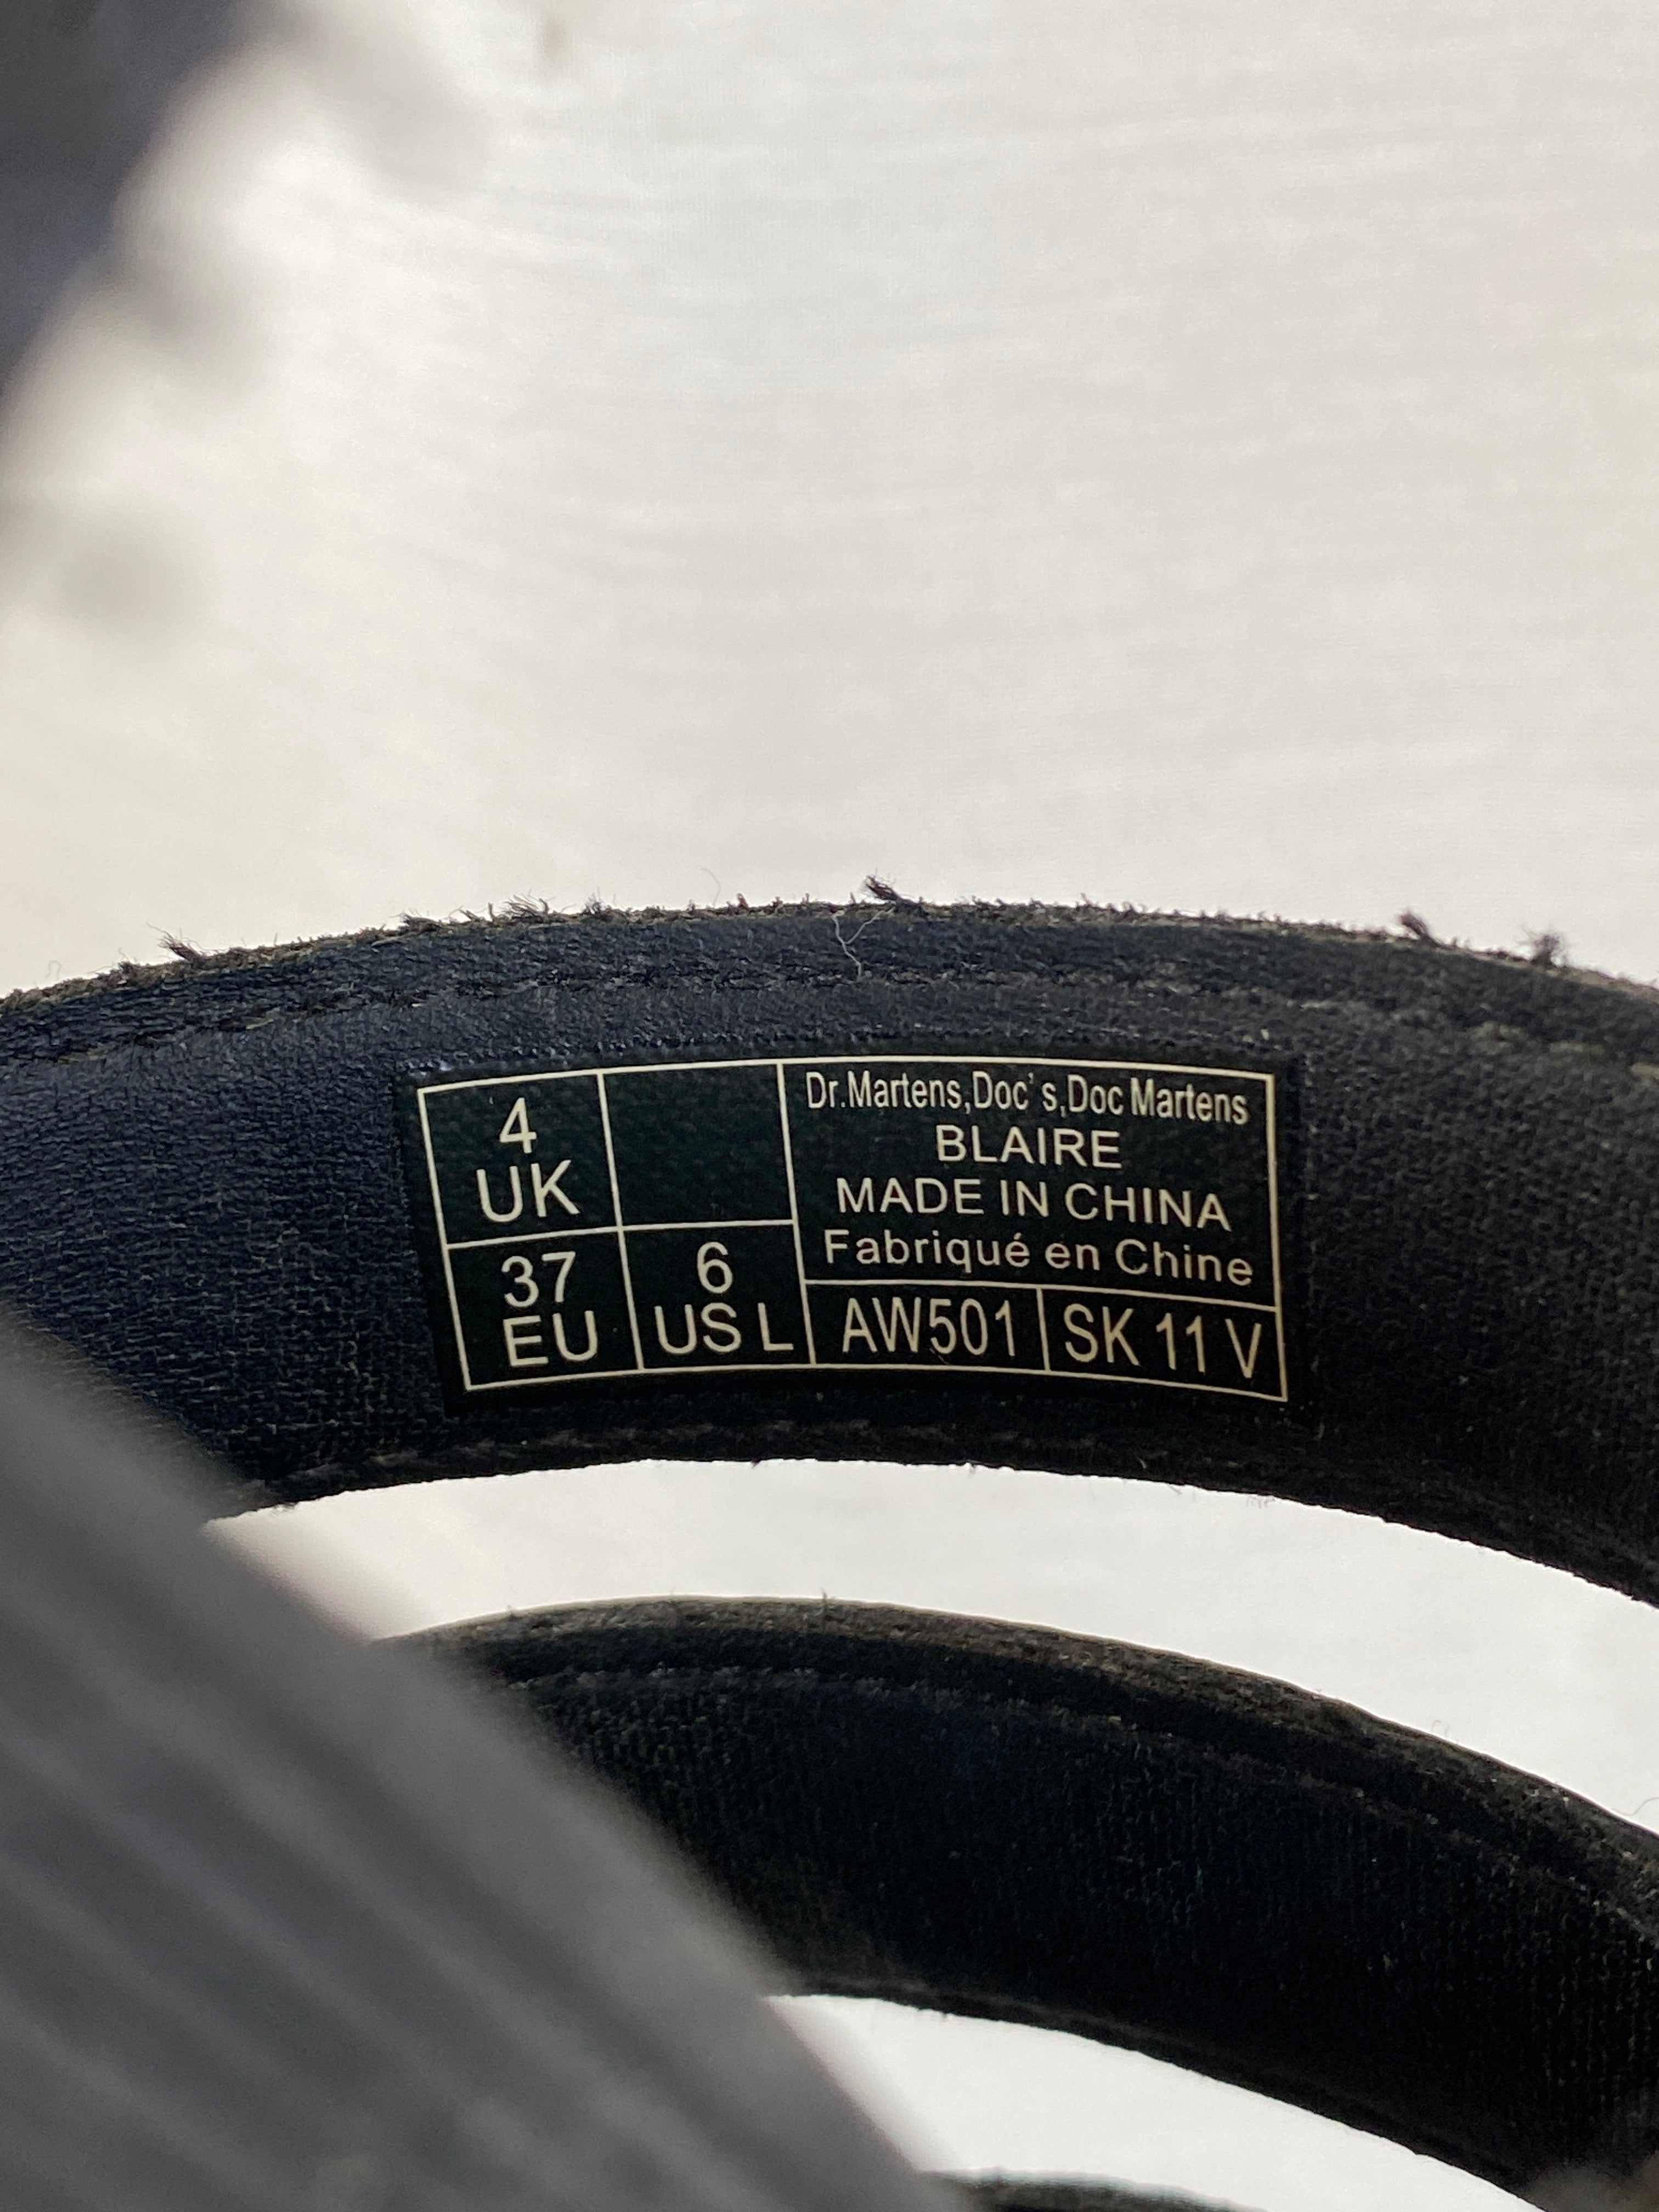 4
UK
37
EU
6
US L
Dr.Martens,Doc's,Doc Martens
BLAIRE
MADE IN CHINA
Fabriqué en Chine
AW501
SK 11 V